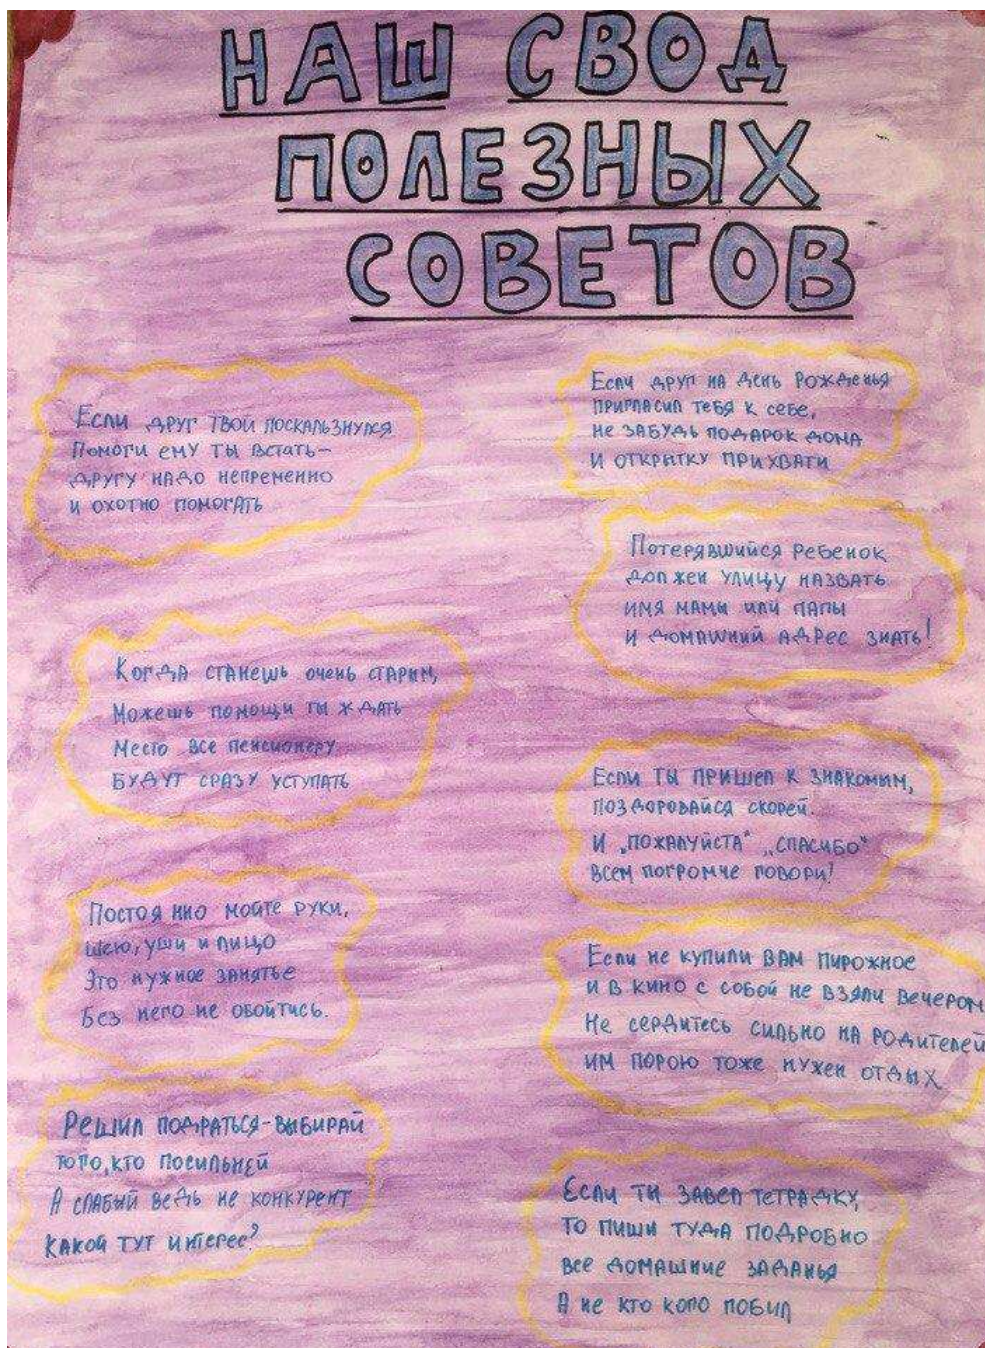 НАШ СВОД
ПОЛЕЗНЫХ
СОВЕТОВ
Если друг твой поскальзнулся
Помоги ему ты встать–
другу надо непременно
и охотно помогать
Когда станешь очень старым,
Можешь помощи ты ждать
Место все пенсионеру
Будут сразу уступать
Постоянно мойте руки,
шею, уши и лицо
Это нужное занятье
Без него не обойтись.
Решил подраться-выбирай
того, кто посильней
А слабый ведь не конкурент
Какой тут интерес?
Если друг на день рожденья
пригласил тебя к себе,
не забудь подарок дома
и открытку прихвати
Потерявшийся ребенок
должен улицу назвать
имя мамы или папы
и домашний адрес знать!
Если ты пришел к знакомым,
поздоровайся скорей.
И „пожалуйста“ „спасибо“
всем погромче говори!
Если не купили вам пирожное
и в кино с собой не взяли вечером
Не сердитесь сильно на родителей
им порою тоже нужен отдых
Если ты завел тетрадку,
то пиши туда подробно
все домашние заданья
А не кто кого побил